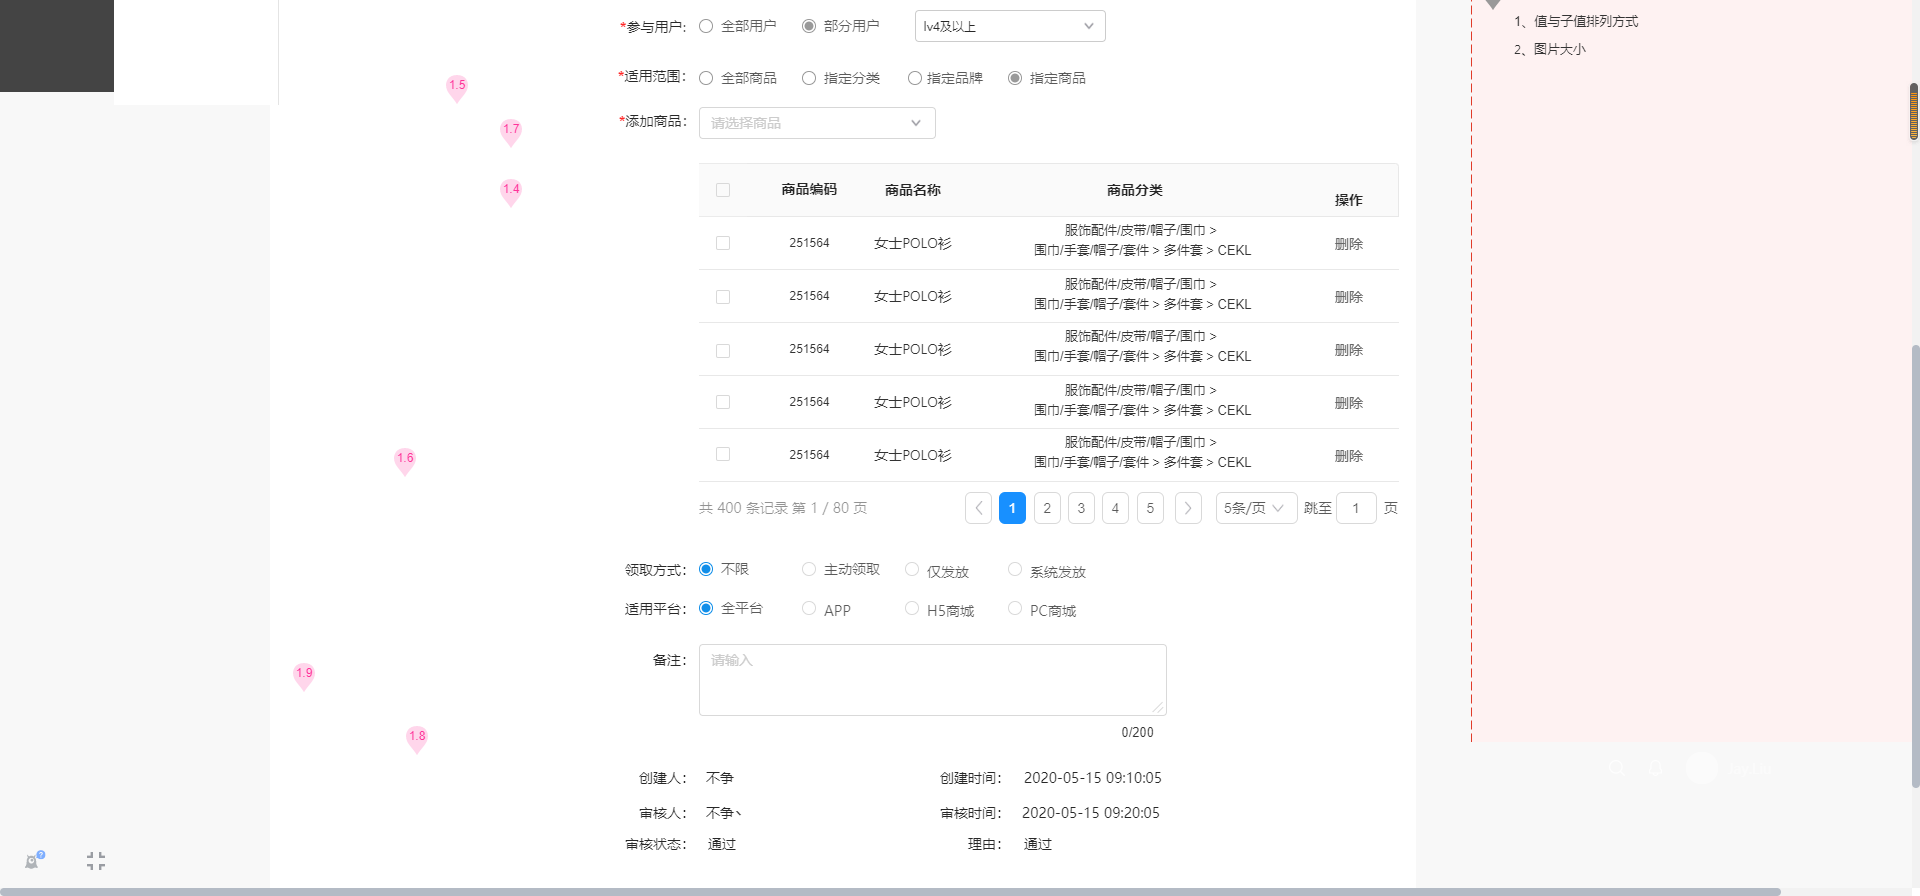 *参与用户: 全部用户 部分用户 lv4及以上
*适用范围: 全部商品 指定分类 指定品牌 指定商品
*添加商品: 请选择商品
商品编码 商品名称 商品分类 操作
251564 女士POLO衫 服饰配件/皮带/帽子/围巾 >
围巾/手套/帽子/套件 > 多件套 > CEKL 删除
251564 女士POLO衫 服饰配件/皮带/帽子/围巾 >
围巾/手套/帽子/套件 > 多件套 > CEKL 删除
251564 女士POLO衫 服饰配件/皮带/帽子/围巾 >
围巾/手套/帽子/套件 > 多件套 > CEKL 删除
251564 女士POLO衫 服饰配件/皮带/帽子/围巾 >
围巾/手套/帽子/套件 > 多件套 > CEKL 删除
251564 女士POLO衫 服饰配件/皮带/帽子/围巾 >
围巾/手套/帽子/套件 > 多件套 > CEKL 删除
共 400 条记录 第 1 / 80 页 1 2 3 4 5 5条/页 跳至 1 页
领取方式: 不限 主动领取 仅发放 系统发放
适用平台: 全平台 APP H5商城 PC商城
备注: 请输入
0/200
创建人: 不争 创建时间: 2020-05-15 09:10:05
审核人: 不争丶 审核时间: 2020-05-15 09:20:05
审核状态: 通过 理由: 通过
1.5
1.7
1.4
1.6
1.9
1.8
1、值与子值排列方式
2、图片大小